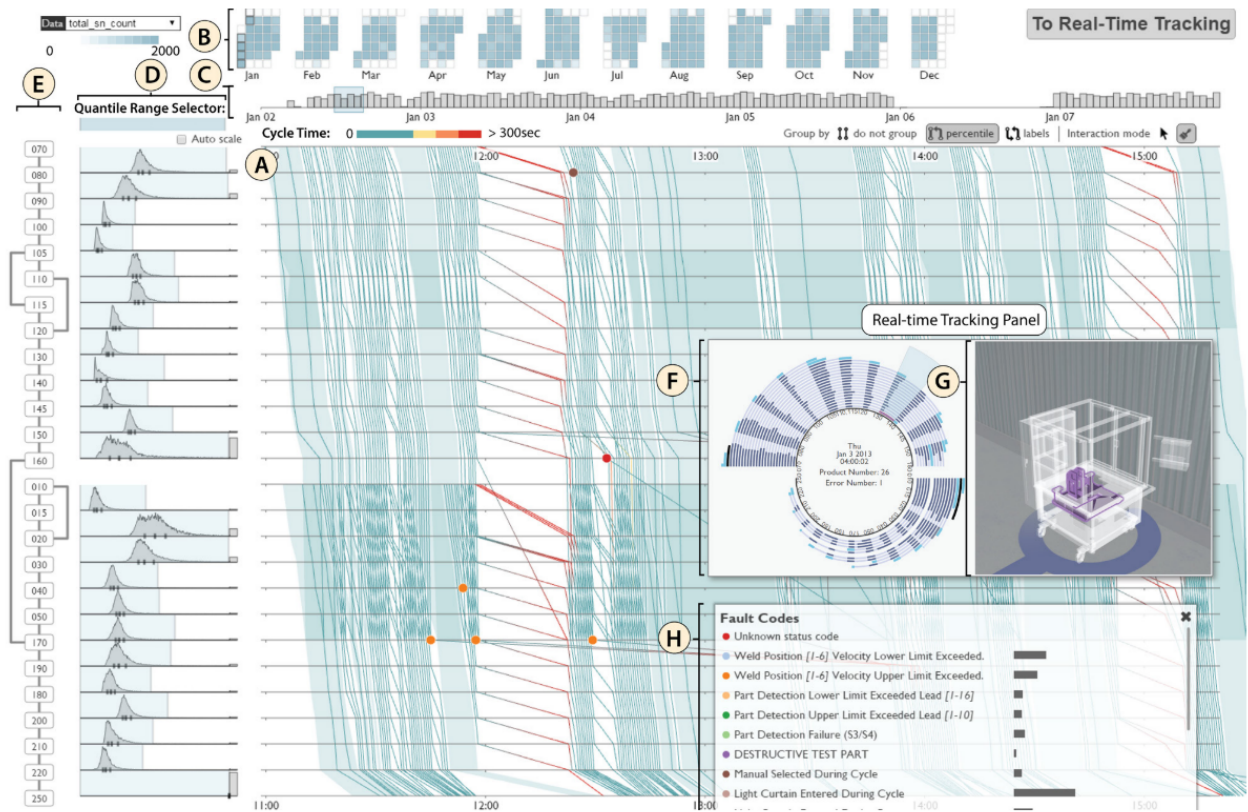 Data total_sn_count
To Real-Time Tracking
0 2000
B
Jan Feb Mar Apr May Jun Jul Aug Sep Oct Nov Dec
E
D
C
Quantile Range Selector:
Jan 02 Jan 03 Jan 04 Jan 05 Jan 06 Jan 07
Auto scale
Cycle Time: 0 > 300sec
Group by do not group percentile labels Interaction mode
A
12:00 13:00 14:00 15:00
070
080
090
100
105
110
115
120
130
140
145
150
160
010
015
020
030
040
050
170
190
180
200
210
220
250
Real-time Tracking Panel
F
G
Thu
Jan 3 2013
04:00:02
Product Number: 26
Error Number: 1
H
Fault Codes
Unknown status code
Weld Position [1-6] Velocity Lower Limit Exceeded.
Weld Position [1-6] Velocity Upper Limit Exceeded.
Part Detection Lower Limit Exceeded Lead [1-16]
Part Detection Upper Limit Exceeded Lead [1-10]
Part Detection Failure (S3/S4)
DESTRUCTIVE TEST PART
Manual Selected During Cycle
Light Curtain Entered During Cycle
11:00 12:00 13:00 14:00 15:00